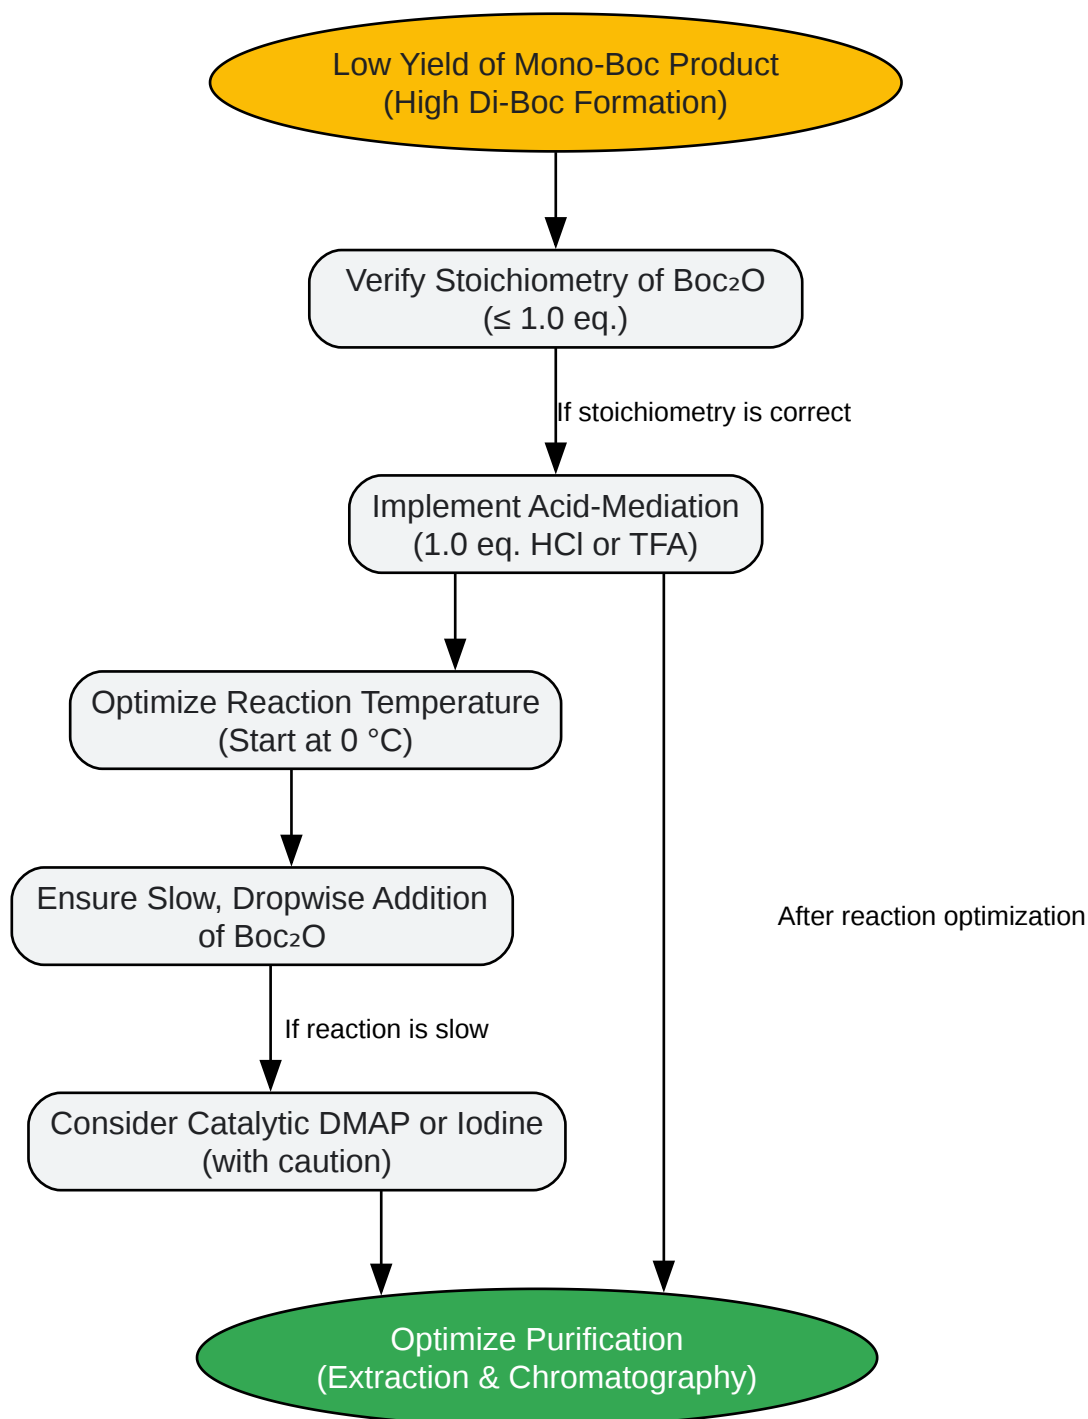 Low Yield of Mono-Boc Product
(High Di-Boc Formation)
Verify Stoichiometry of Boc₂O
(≤ 1.0 eq.)
If stoichiometry is correct
Implement Acid-Mediation
(1.0 eq. HCl or TFA)
Optimize Reaction Temperature
(Start at 0 °C)
Ensure Slow, Dropwise Addition
of Boc₂O
After reaction optimization
If reaction is slow
Consider Catalytic DMAP or Iodine
(with caution)
Optimize Purification
(Extraction & Chromatography)